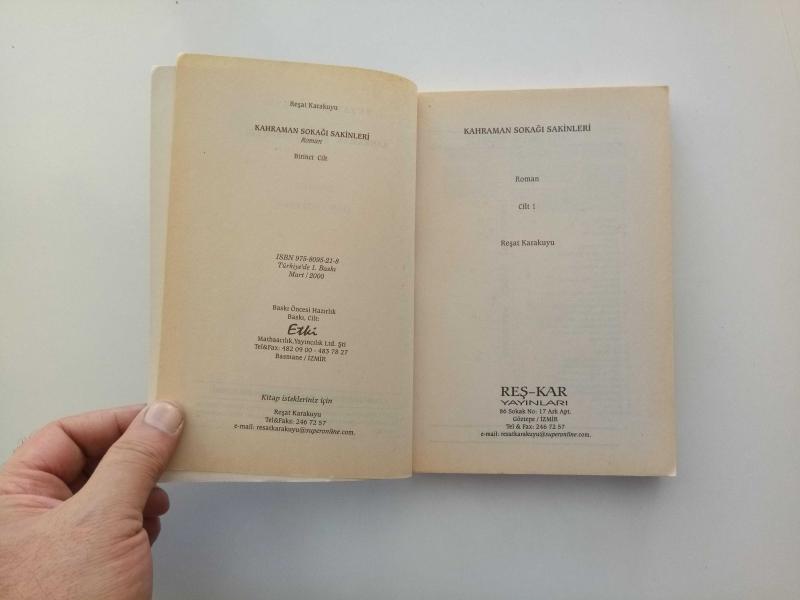 Reşat Karakuyu
KAHRAMAN SOKAĞI SAKİNLERİ
Roman
Birinci Cilt
ISBN 975-8095-21-8
Türkiye'de 1. Baskı
Mart / 2000
Baskı Öncesi Hazırlık
Baskı, Cilt:
Etki
Matbaacılık,Yayıncılık Ltd. Şti
Tel&Fax: 482 09 00 - 483 78 27
Basmane / İZMİR
Kitap istekleriniz için
Reşat Karakuyu
Tel&Faks: 246 72 57
e-mail: resatkarakuyu@superonline.com.
KAHRAMAN SOKAĞI SAKİNLERİ
Roman
Cilt 1
Reşat Karakuyu
REŞ-KAR
YAYINLARI
86 Sokak No: 17 Ark Apt.
Göztepe / İZMİR
Tel & Fax: 246 72 57
e-mail: resatkarakuyu@superonline.com.